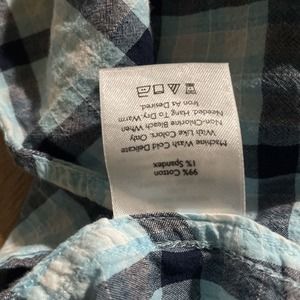 99% Cotton
1% Spandex
Machine Wash Cold Delicate
With Like Colors. Only
Non-Chlorine Bleach When
Needed. Hang To Dry. Warm
Iron As Desired.